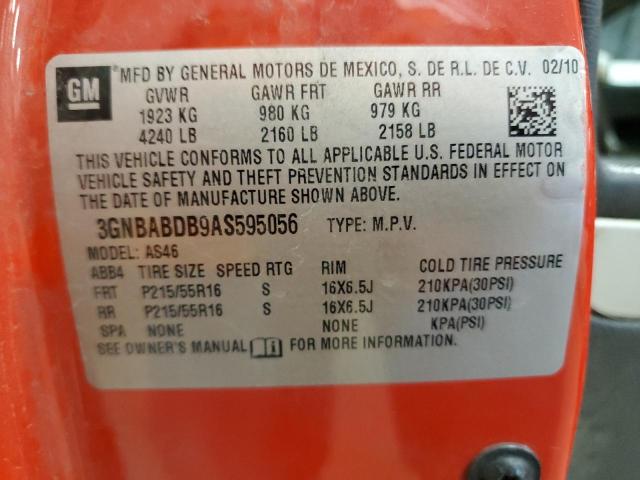 GM
MFD BY GENERAL MOTORS DE MEXICO, S. DE R.L. DE C.V. 02/10
GVWR GAWR FRT GAWR RR
1923 KG 980 KG 979 KG
4240 LB 2160 LB 2158 LB
THIS VEHICLE CONFORMS TO ALL APPLICABLE U.S. FEDERAL MOTOR
VEHICLE SAFETY AND THEFT PREVENTION STANDARDS IN EFFECT ON
THE DATE OF MANUFACTURE SHOWN ABOVE.
3GNBABDB9AS595056 TYPE: M.P.V.
MODEL: AS46
ABB4 TIRE SIZE SPEED RTG RIM COLD TIRE PRESSURE
FRT P215/55R16 S 16X6.5J 210KPA(30PSI)
RR P215/55R16 S 16X6.5J 210KPA(30PSI)
SPA NONE NONE KPA(PSI)
SEE OWNER'S MANUAL FOR MORE INFORMATION.